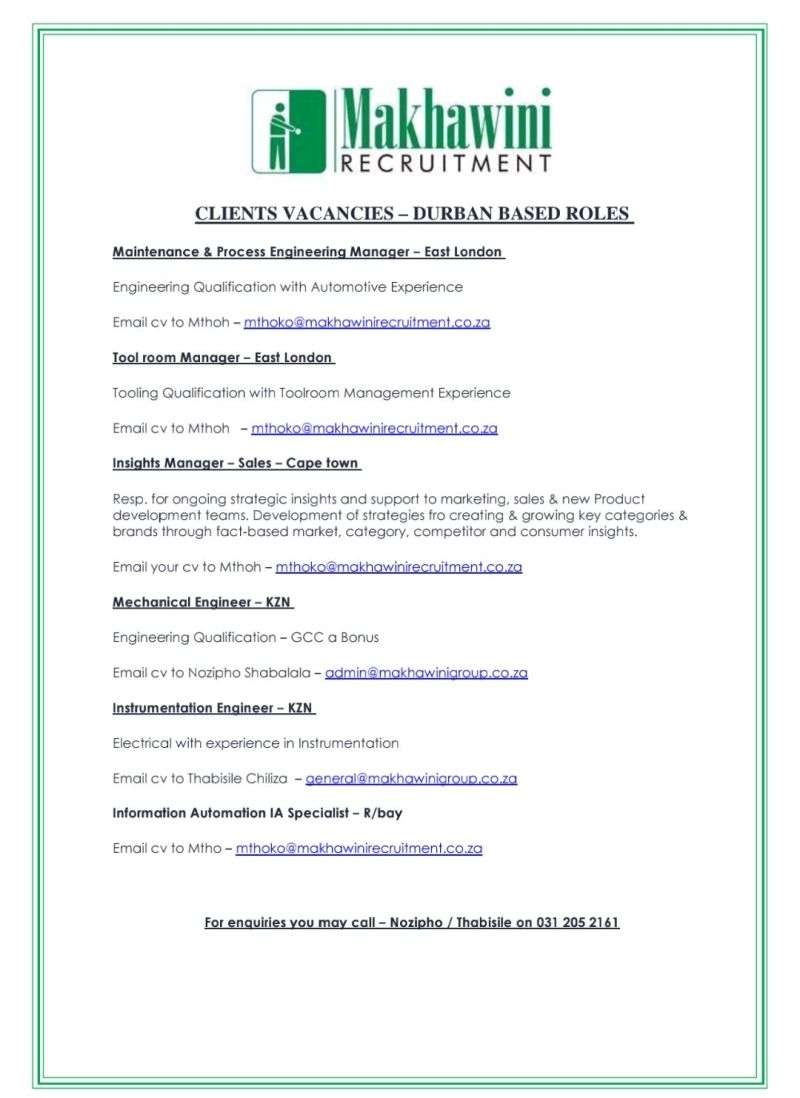 Makhawini
RECRUITMENT
CLIENTS VACANCIES – DURBAN BASED ROLES
Maintenance & Process Engineering Manager – East London
Engineering Qualification with Automotive Experience
Email cv to Mthoh – mthoko@makhawinirecruitment.co.za
Tool room Manager – East London
Tooling Qualification with Toolroom Management Experience
Email cv to Mthoh – mthoko@makhawinirecruitment.co.za
Insights Manager – Sales – Cape town
Resp. for ongoing strategic insights and support to marketing, sales & new Product
development teams. Development of strategies fro creating & growing key categories &
brands through fact-based market, category, competitor and consumer insights.
Email your cv to Mthoh – mthoko@makhawinirecruitment.co.za
Mechanical Engineer – KZN
Engineering Qualification – GCC a Bonus
Email cv to Nozipho Shabalala – admin@makhawinigroup.co.za
Instrumentation Engineer – KZN
Electrical with experience in Instrumentation
Email cv to Thabisile Chiliza – general@makhawinigroup.co.za
Information Automation IA Specialist – R/bay
Email cv to Mtho – mthoko@makhawinirecruitment.co.za
For enquiries you may call – Nozipho / Thabisile on 031 205 2161